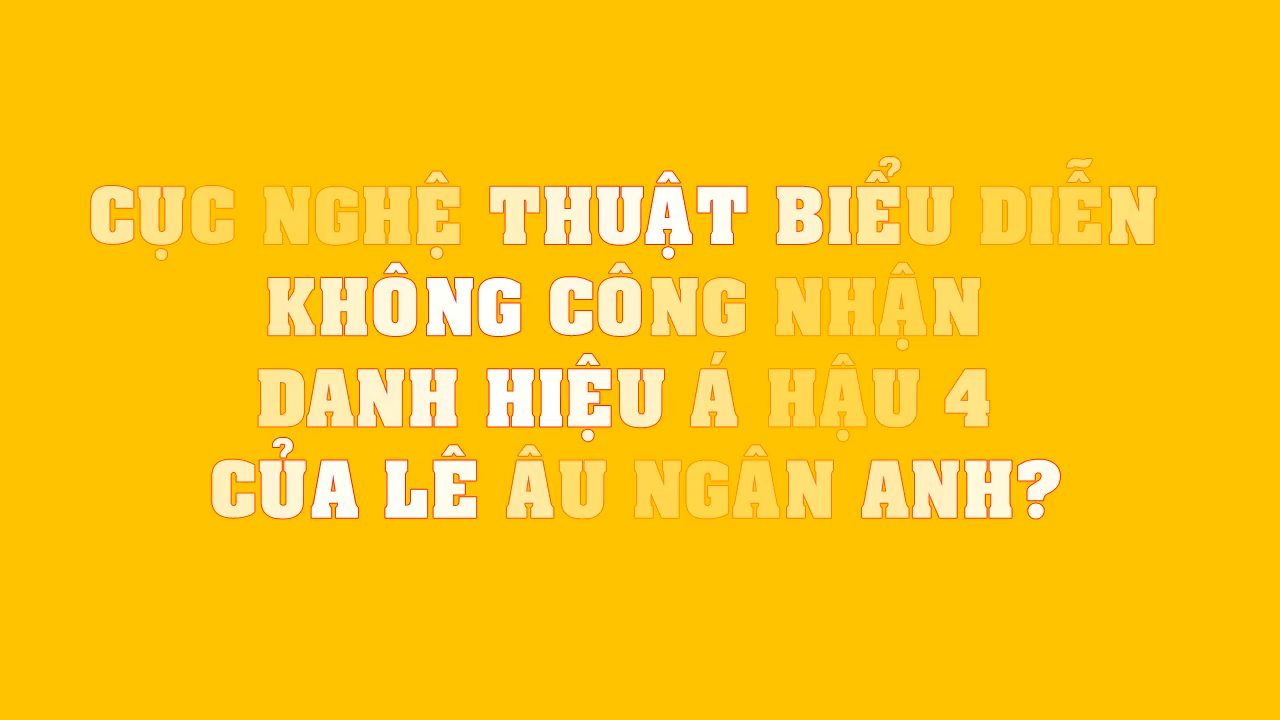 CỤC NGHỆ THUẬT BIỂU DIỄN
KHÔNG CÔNG NHẬN
DANH HIỆU Á HẬU 4
CỦA LÊ ÂU NGÂN ANH?